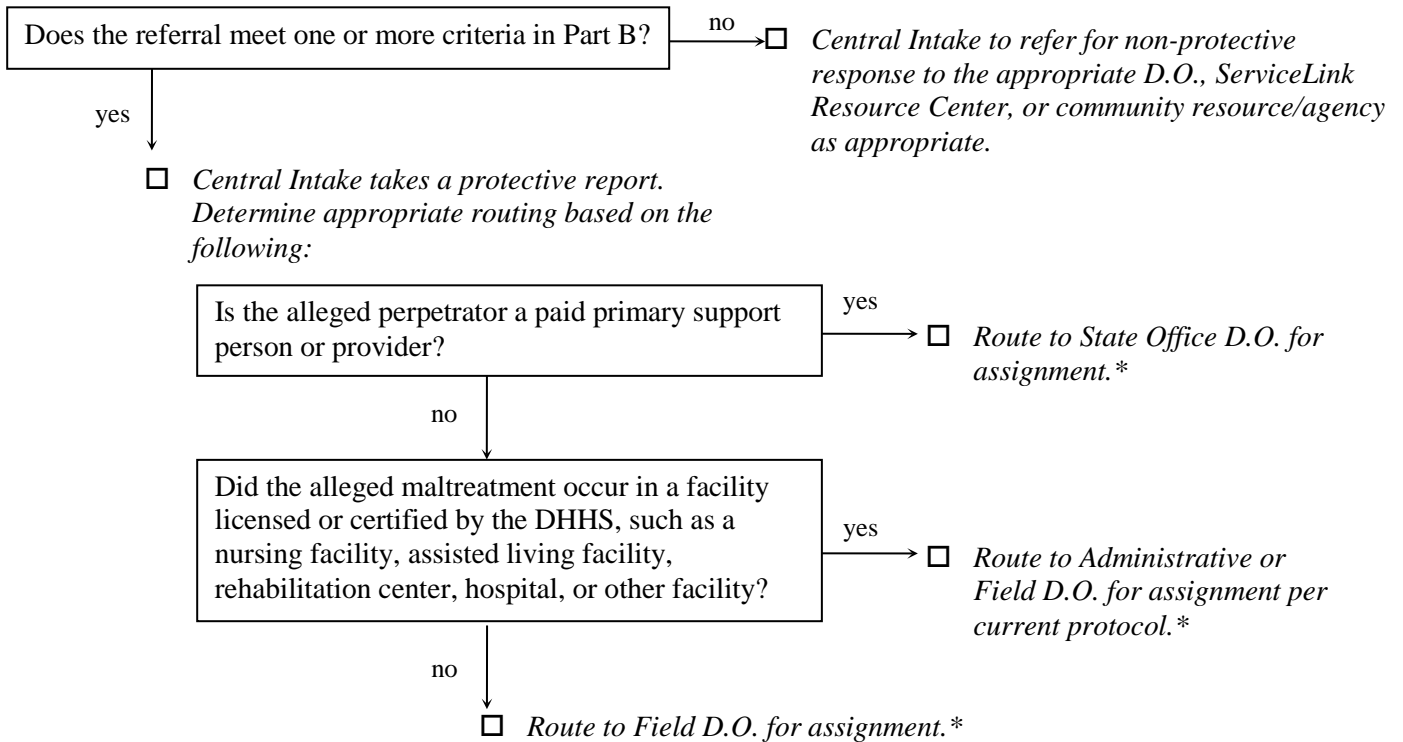 Does the referral meet one or more criteria in Part B?
no
☐ Central Intake to refer for non-protective
response to the appropriate D.O., ServiceLink
Resource Center, or community resource/agency
as appropriate.
yes
☐ Central Intake takes a protective report.
Determine appropriate routing based on the
following:
Is the alleged perpetrator a paid primary support
person or provider?
yes
☐ Route to State Office D.O. for
assignment.*
no
Did the alleged maltreatment occur in a facility
licensed or certified by the DHHS, such as a
nursing facility, assisted living facility,
rehabilitation center, hospital, or other facility?
yes
☐ Route to Administrative or
Field D.O. for assignment per
current protocol.*
no
☐ Route to Field D.O. for assignment.*